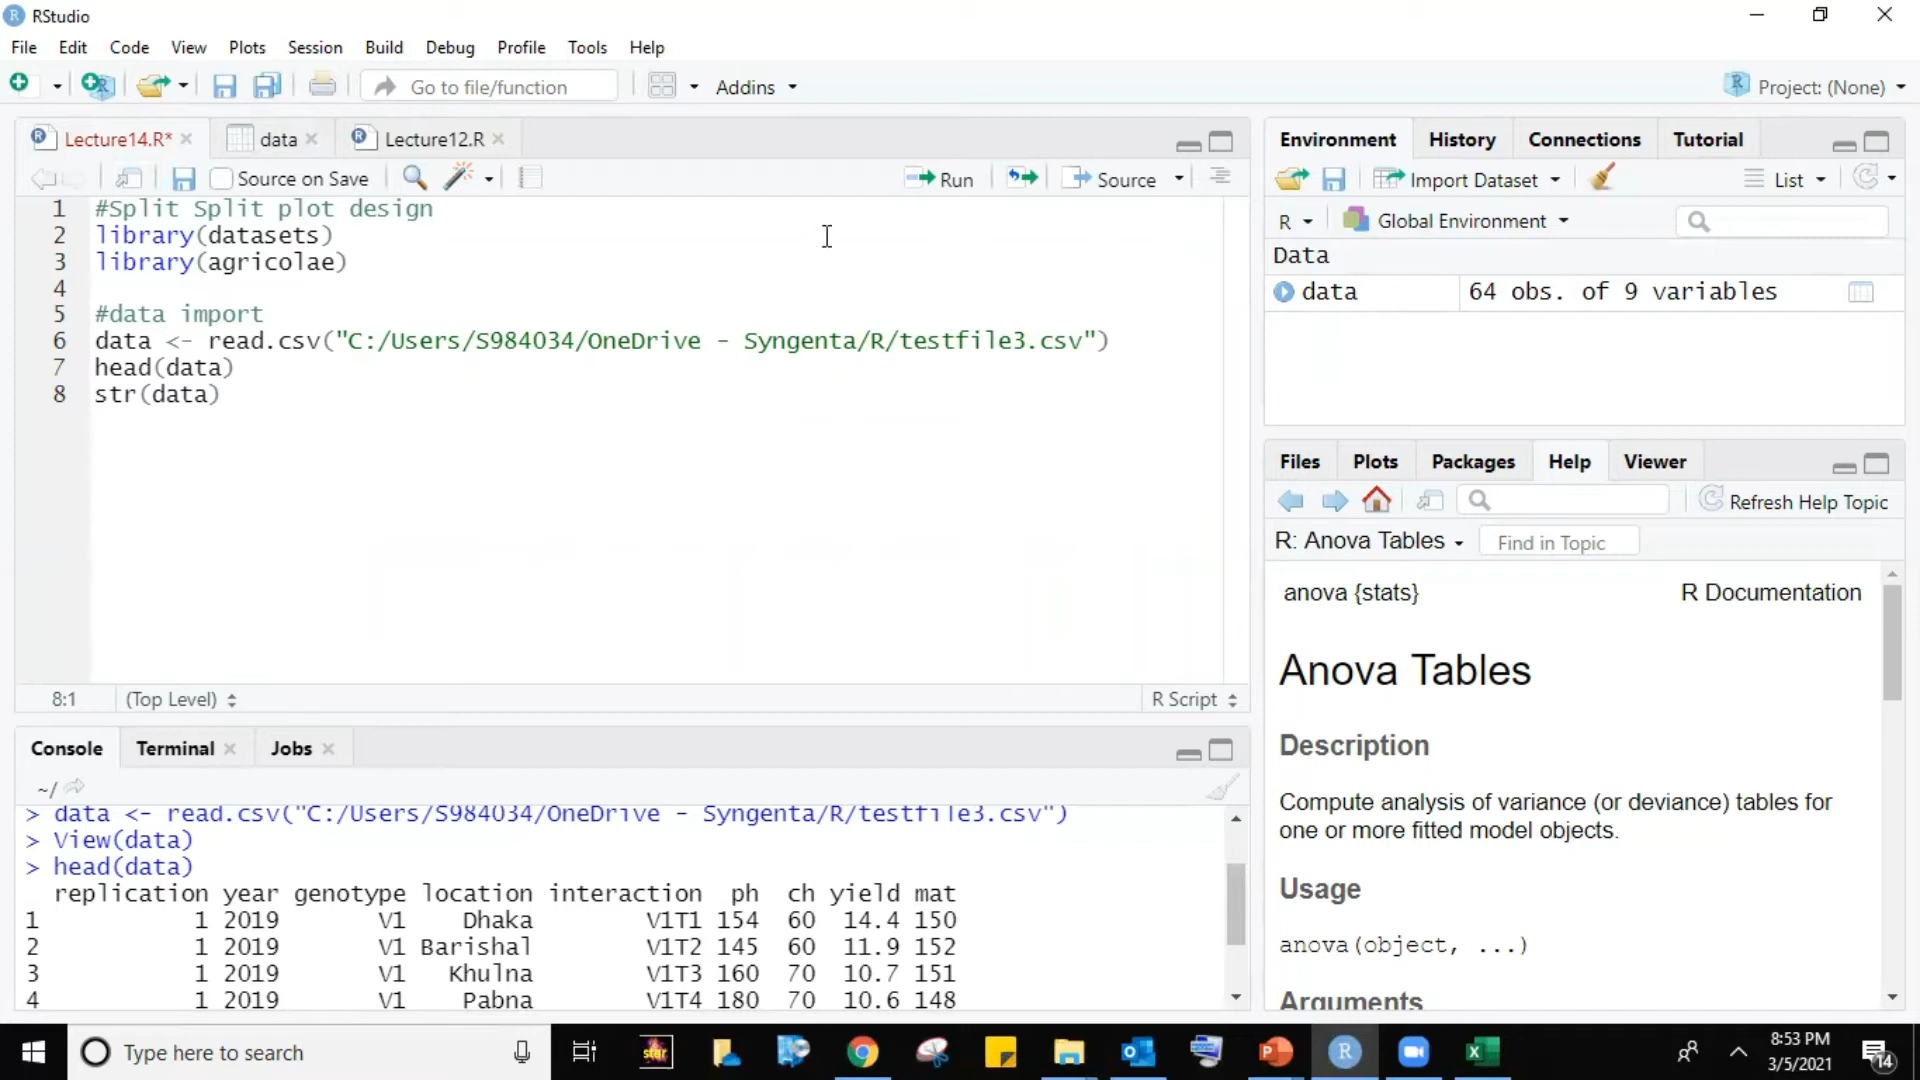 RStudio
File Edit Code View Plots Session Build Debug Profile Tools Help
Go to file/function Addins Project: (None)
Lecture14.R* data Lecture12.R
Source on Save Run Source
1 #Split Split plot design
2 library(datasets)
3 library(agricolae)
4
5 #data import
6 data <- read.csv("C:/Users/S984034/OneDrive - Syngenta/R/testfile3.csv")
7 head(data)
8 str(data)
8:1 (Top Level) R Script
Console Terminal Jobs
~/
> data <- read.csv("C:/Users/S984034/OneDrive - Syngenta/R/testfile3.csv")
> View(data)
> head(data)
replication year genotype location interaction ph ch yield mat
1 1 2019 V1 Dhaka V1T1 154 60 14.4 150
2 1 2019 V1 Barishal V1T2 145 60 11.9 152
3 1 2019 V1 Khulna V1T3 160 70 10.7 151
4 1 2019 V1 Pabna V1T4 180 70 10.6 148
Environment History Connections Tutorial
Import Dataset List
R Global Environment
Data
data 64 obs. of 9 variables
Files Plots Packages Help Viewer
Refresh Help Topic
R: Anova Tables Find in Topic
anova {stats} R Documentation
Anova Tables
Description
Compute analysis of variance (or deviance) tables for
one or more fitted model objects.
Usage
anova(object, ...)
Arguments
Type here to search
star
8:53 PM
3/5/2021
14